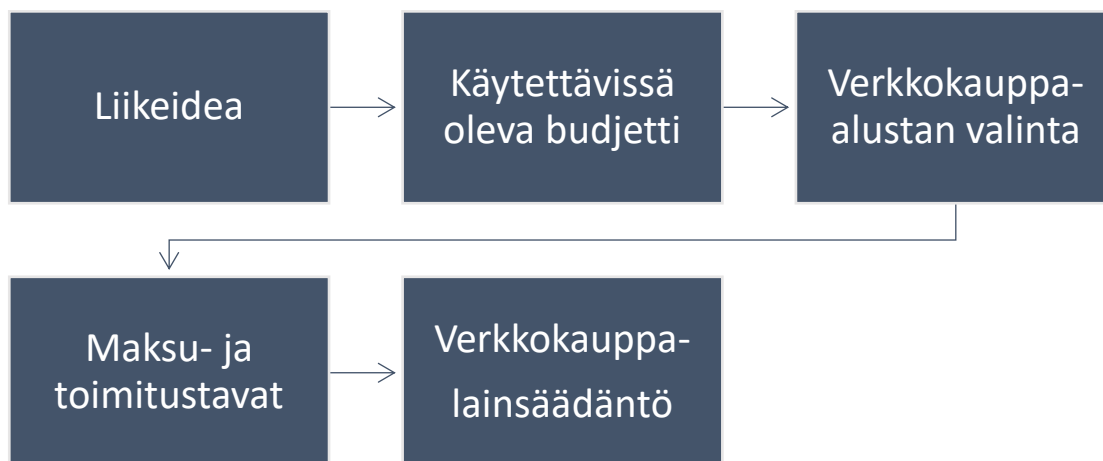 Liikeidea
Käytettävissä
oleva budjetti
Verkkokauppa-
alustan valinta
Maksu- ja
toimitustavat
Verkkokauppa-
lainsäädäntö